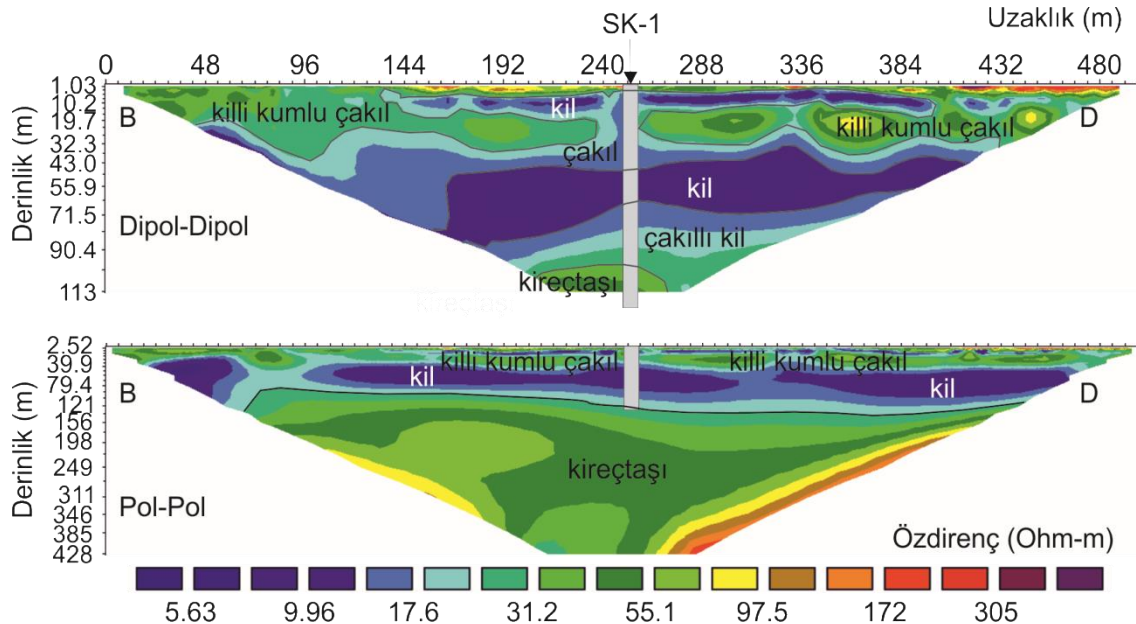 SK-1
Uzaklık (m)
0 48 96 144 192 240 288 336 384 432 480
Derinlik (m)
1.03
10.2
19.7
32.3
43.0
55.9
71.5
90.4
113
B
D
killi kumlu çakıl
kil
killi kumlu çakıl
çakıl
kil
çakıllı kil
kireçtaşı
Dipol-Dipol
kireçtaşı
Derinlik (m)
2.52
39.9
79.4
121
156
198
249
311
346
385
428
killi kumlu çakıl
killi kumlu çakıl
B
kil
kil
D
kireçtaşı
Pol-Pol
Özdirenç (Ohm-m)
5.63 9.96 17.6 31.2 55.1 97.5 172 305